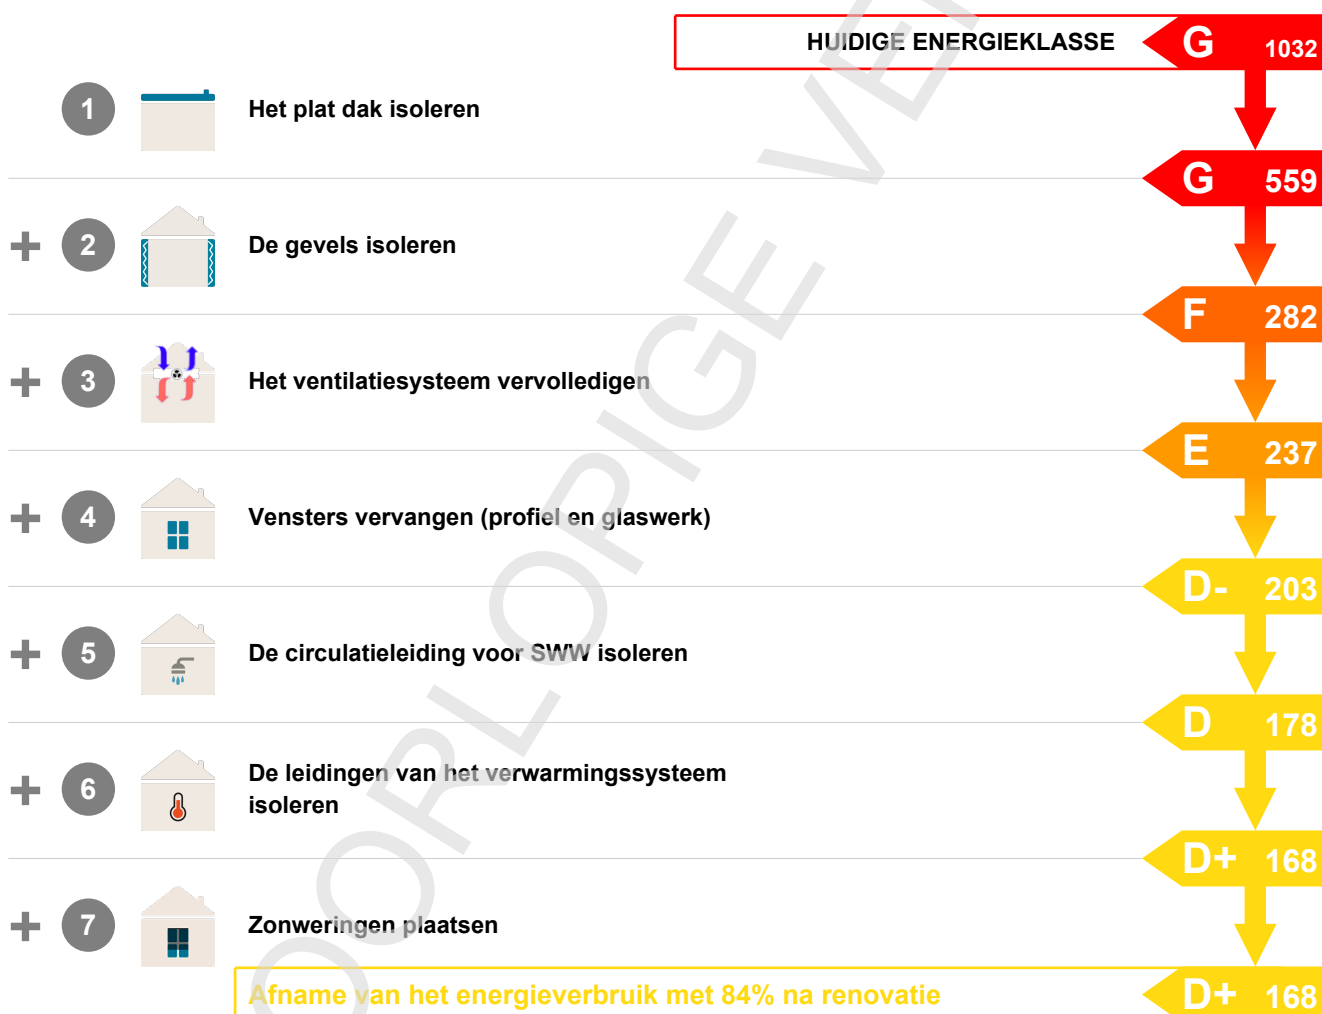 HUIDIGE ENERGIEKLASSE G 1032
1 Het plat dak isoleren
G 559
+ 2 De gevels isoleren
F 282
+ 3 Het ventilatiesysteem vervolledigen
E 237
+ 4 Vensters vervangen (profiel en glaswerk)
D- 203
+ 5 De circulatieleiding voor SWW isoleren
D 178
+ 6 De leidingen van het verwarmingssysteem
isoleren
D+ 168
+ 7 Zonweringen plaatsen
Afname van het energieverbruik met 84% na renovatie D+ 168
OORLOPIGE VE